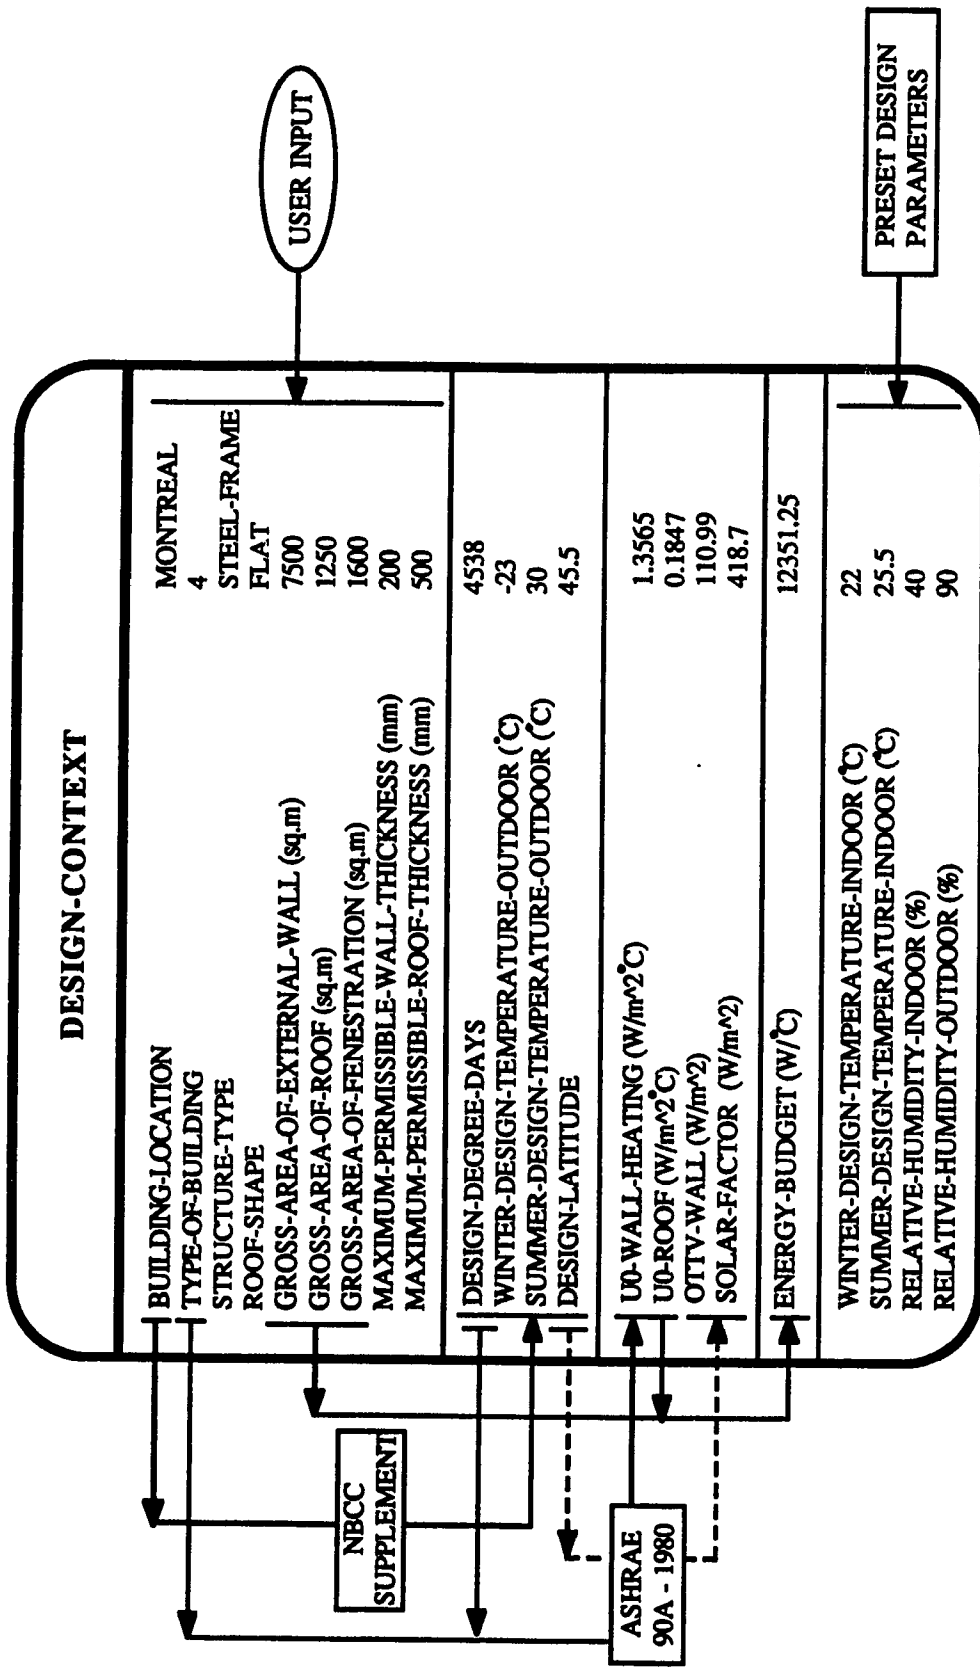 DESIGN-CONTEXT
BUILDING-LOCATION MONTREAL
TYPE-OF-BUILDING 4
STRUCTURE-TYPE STEEL-FRAME
ROOF-SHAPE FLAT
GROSS-AREA-OF-EXTERNAL-WALL (sq.m) 7500
GROSS-AREA-OF-ROOF (sq.m) 1250
GROSS-AREA-OF-FENESTRATION (sq.m) 1600
MAXIMUM-PERMISSIBLE-WALL-THICKNESS (mm) 200
MAXIMUM-PERMISSIBLE-ROOF-THICKNESS (mm) 500
USER INPUT
NBCC
SUPPLEMENT
DESIGN-DEGREE-DAYS 4538
WINTER-DESIGN-TEMPERATURE-OUTDOOR (°C) -23
SUMMER-DESIGN-TEMPERATURE-OUTDOOR (°C) 30
DESIGN-LATITUDE 45.5
ASHRAE
90A - 1980
U0-WALL-HEATING (W/m^2°C) 1.3565
U0-ROOF (W/m^2°C) 0.1847
OTTV-WALL (W/m^2) 110.99
SOLAR-FACTOR (W/m^2) 418.7
ENERGY-BUDGET (W/°C) 12351.25
WINTER-DESIGN-TEMPERATURE-INDOOR (°C) 22
SUMMER-DESIGN-TEMPERATURE-INDOOR (°C) 25.5
RELATIVE-HUMIDITY-INDOOR (%) 40
RELATIVE-HUMIDITY-OUTDOOR (%) 90
PRESET DESIGN
PARAMETERS